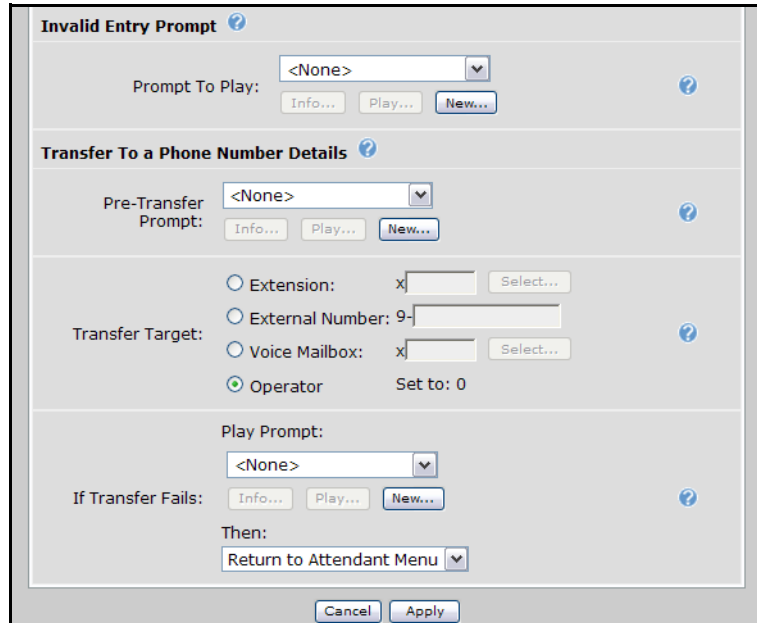 Invalid Entry Prompt ?
Prompt To Play: <None> ?
Info... Play... New...
Transfer To a Phone Number Details ?
Pre-Transfer Prompt: <None> ?
Info... Play... New...
Transfer Target: ?
Extension: x Select...
External Number: 9-
Voice Mailbox: x Select...
Operator Set to: 0
If Transfer Fails: ?
Play Prompt:
<None>
Info... Play... New...
Then:
Return to Attendant Menu
Cancel Apply